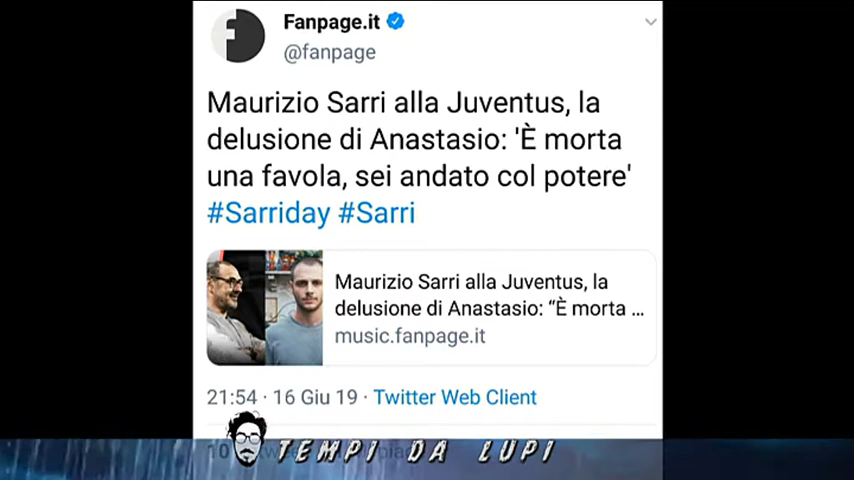 Fanpage.it
@fanpage
Maurizio Sarri alla Juventus, la
delusione di Anastasio: 'È morta
una favola, sei andato col potere'
#Sarriday #Sarri
Maurizio Sarri alla Juventus, la
delusione di Anastasio: “È morta ...
music.fanpage.it
21:54 · 16 Giu 19 · Twitter Web Client
TEMPI DA LUPI